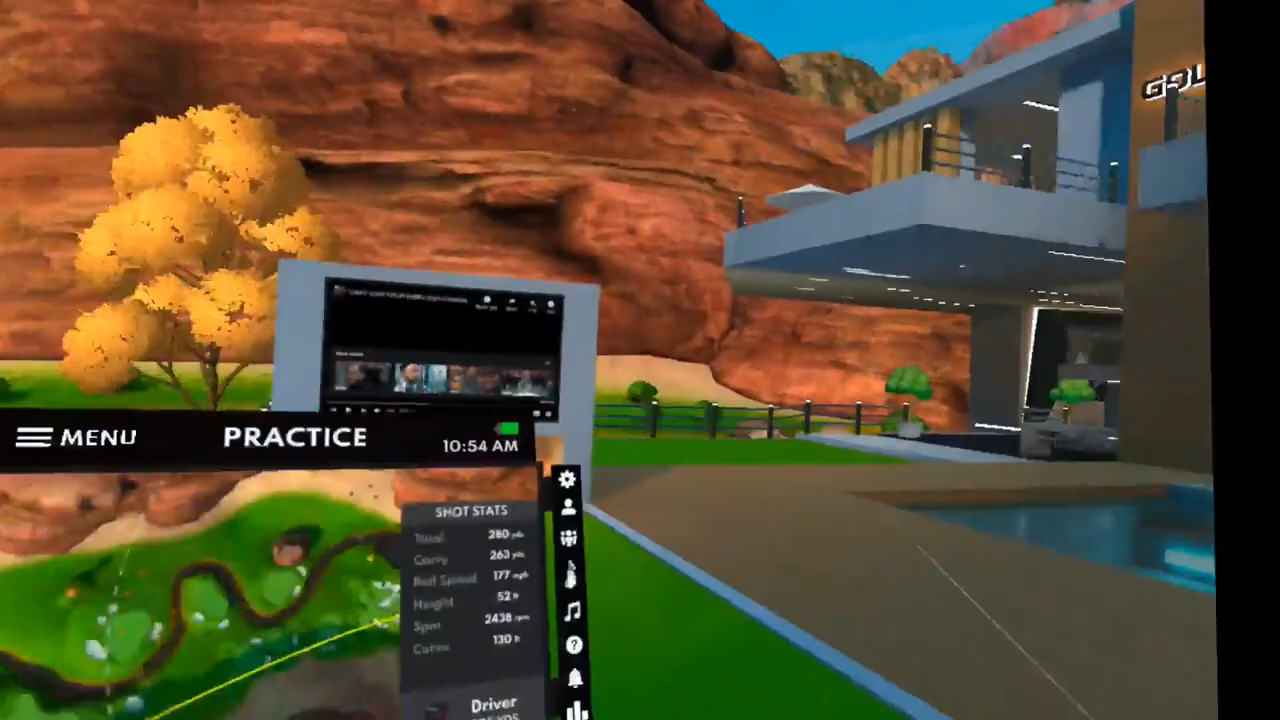 GOL
MENU
PRACTICE
10:54 AM
SHOT STATS
Total 280 yds
Carry 263 yds
Ball Speed 177 mph
Height 52 ft
Spin 2438 rpm
Curve 130 ft
Driver